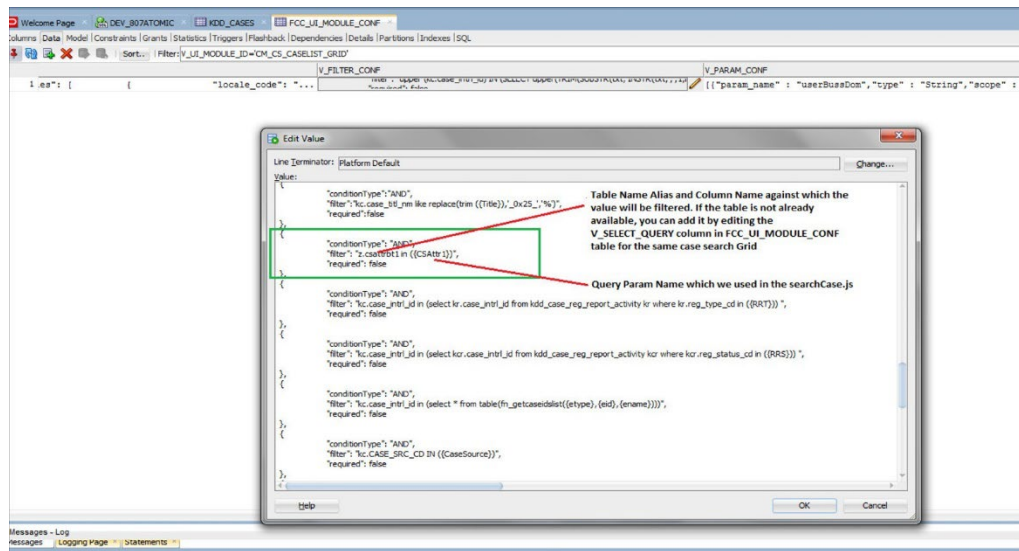 Welcome Page DEV_807ATOMIC KDD_CASES FCC_UI_MODULE_CONF
olumns Data Model Constraints Grants Statistics Triggers Flashback Dependencies Details Partitions Indexes SQL
Sort.. Filter: V_UI_MODULE_ID='CM_CS_CASELIST_GRID'
V_FILTER_CONF V_PARAM_CONF
1 .es": [ { "locale_code": "... [{"param_name" : "userBussDom","type" : "String","scope" :
Edit Value
Line Terminator: Platform Default Change...
Value:
{
"conditionType":"AND",
"filter":"kc.case_titl_nm like replace(trim ({Title}),'_0x25_','%')",
"required":false
},
{
"conditionType": "AND",
"filter": "z.csattrbt1 in ({CSAttr1})",
"required": false
},
{
"conditionType": "AND",
"filter": "kc.case_intrl_id in (select kr.case_intrl_id from kdd_case_reg_report_activity kr where kr.reg_type_cd in ({RRT})) ",
"required": false
},
{
"conditionType": "AND",
"filter": "kc.case_intrl_id in (select kcr.case_intrl_id from kdd_case_reg_report_activity kcr where kcr.reg_status_cd in ({RRS})) ",
"required": false
},
{
"conditionType": "AND",
"filter": "kc.case_intrl_id in (select * from table(fn_getcaseidslist({etype},{eid},{ename})))",
"required": false
},
{
"conditionType": "AND",
"filter": "kc.CASE_SRC_CD IN ({CaseSource})",
"required": false
},
Table Name Alias and Column Name against which the
value will be filtered. If the table is not already
available, you can add it by editing the
V_SELECT_QUERY column in FCC_UI_MODULE_CONF
table for the same case search Grid
Query Param Name which we used in the searchCase.js
Help OK Cancel
Messages - Log
Messages Logging Page Statements